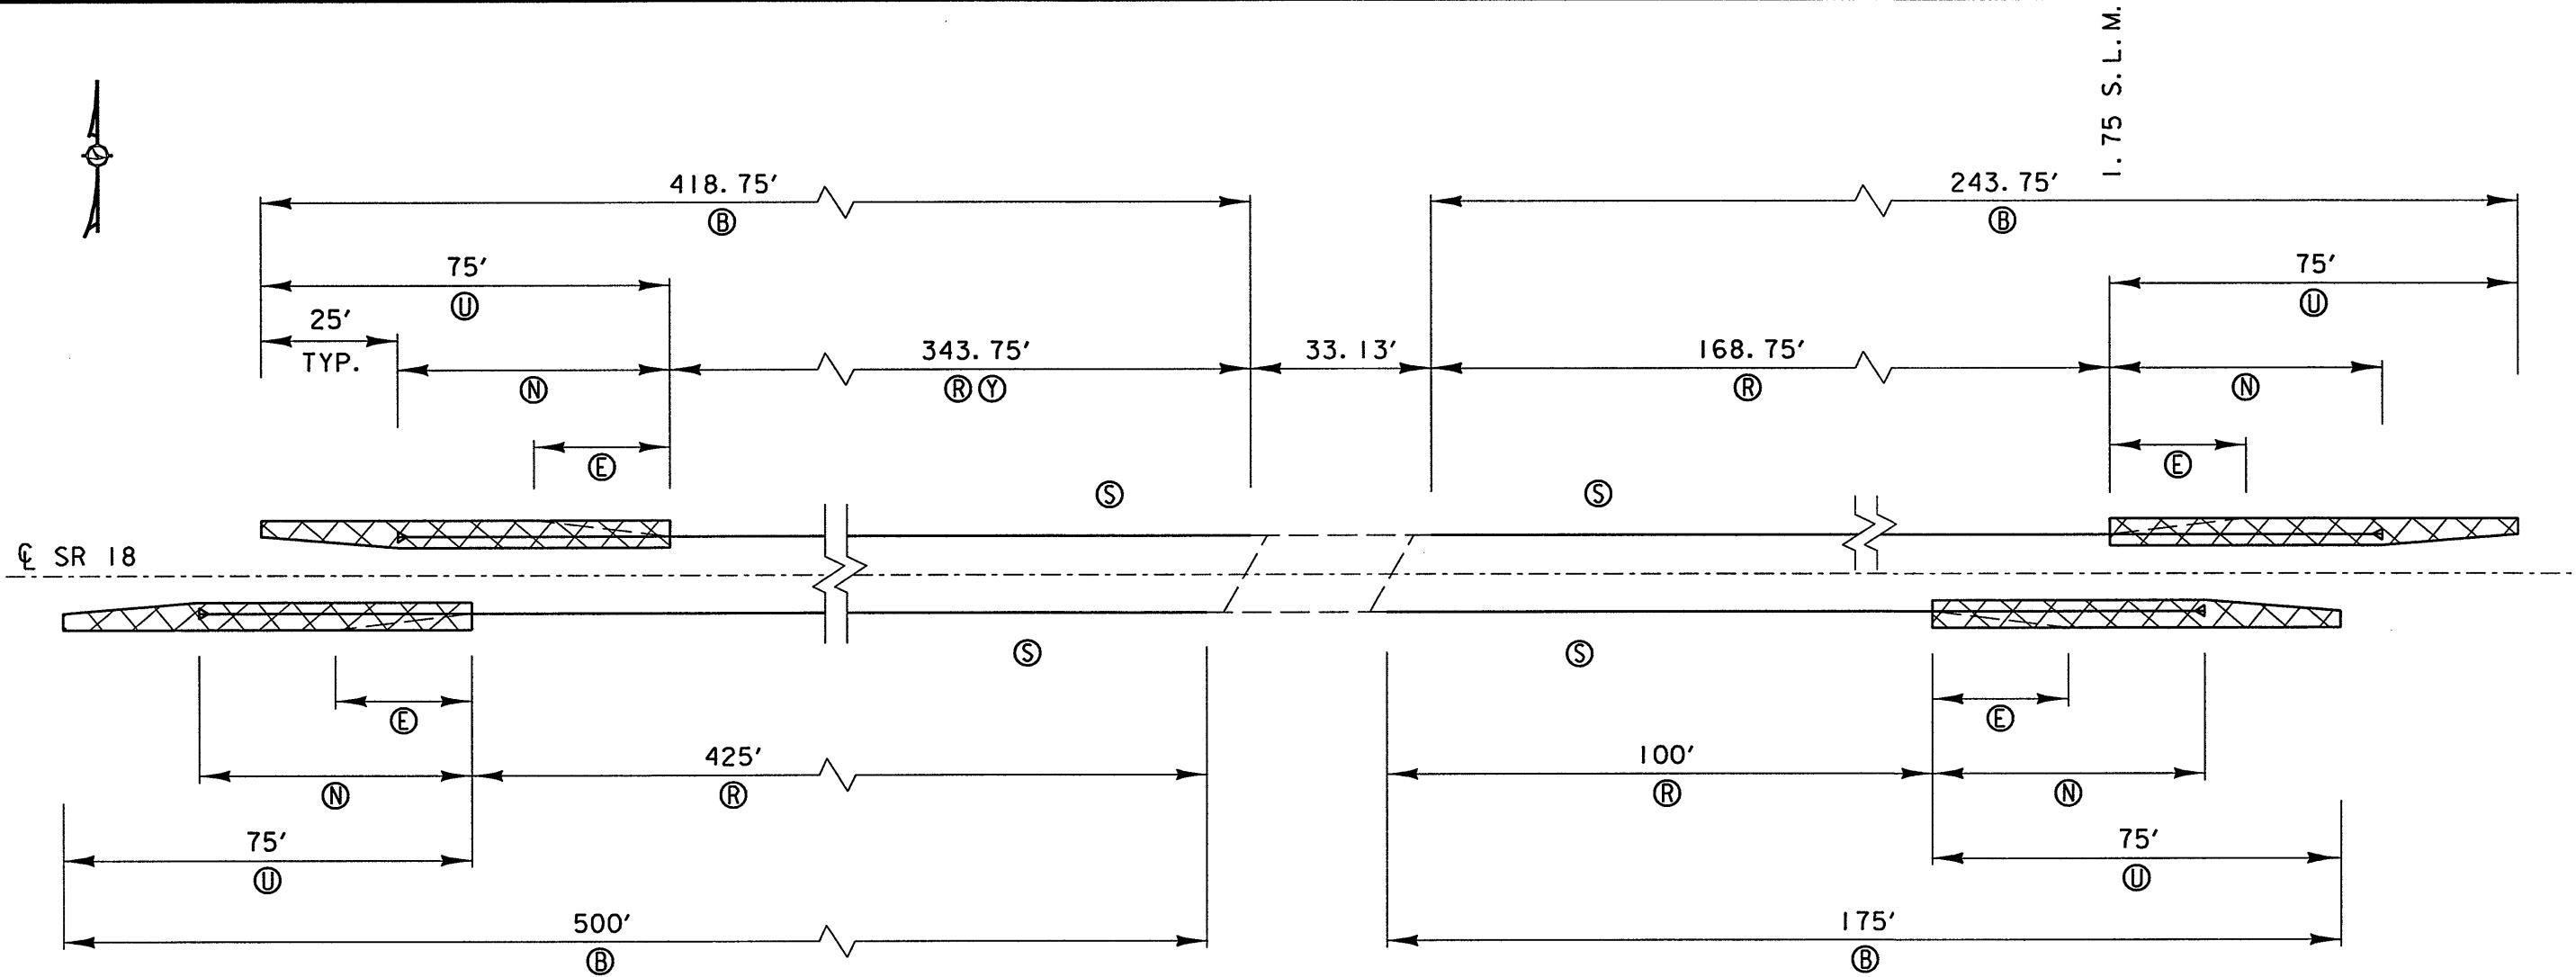 1.75 S.L.M.
418.75' 243.75'
Ⓑ Ⓑ
75' 75'
Ⓤ Ⓤ
25' 343.75' 33.13' 168.75'
TYP. Ⓝ Ⓡ Ⓨ Ⓡ Ⓝ
Ⓔ Ⓔ
Ⓢ Ⓢ
℄ SR 18
Ⓢ Ⓢ
Ⓔ Ⓔ
425' 100'
Ⓝ Ⓡ Ⓡ Ⓝ
75' 75'
Ⓤ Ⓤ
500' 175'
Ⓑ Ⓑ